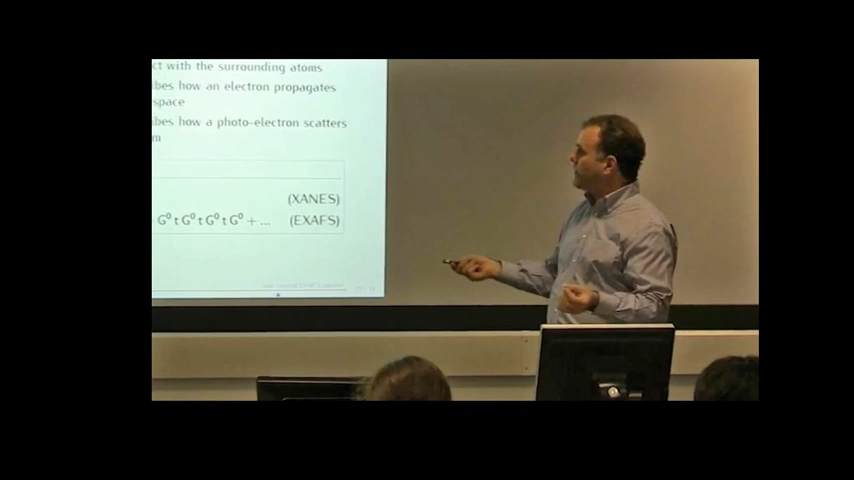 ct with the surrounding atoms
ibes how an electron propagates
space
ibes how a photo-electron scatters
m
(XANES)
G⁰ t G⁰ t G⁰ t G⁰ + ... (EXAFS)